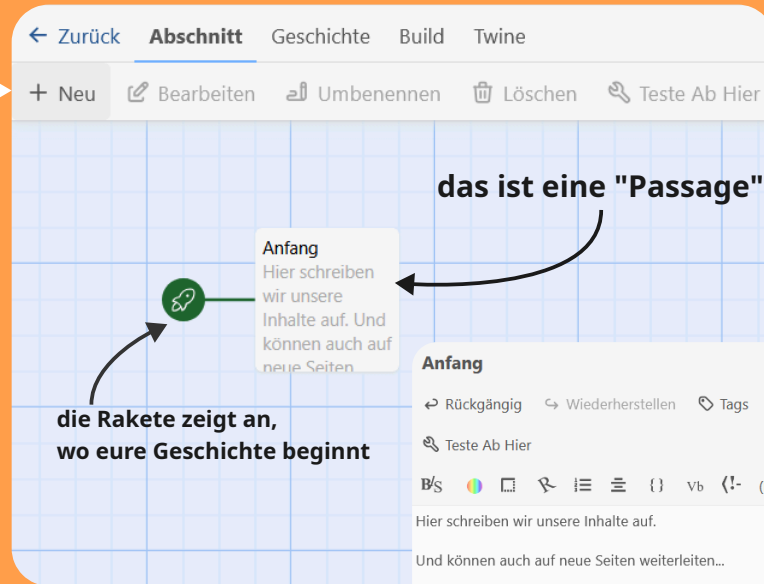 Zurück Abschnitt Geschichte Build Twine
+ Neu Bearbeiten Umbenennen Löschen Teste Ab Hier
das ist eine "Passage"
Anfang
Hier schreiben
wir unsere
Inhalte auf. Und
können auch auf
neue Seiten
die Rakete zeigt an,
wo eure Geschichte beginnt
Anfang
Rückgängig Wiederherstellen Tags
Teste Ab Hier
B/S {} Vb (!-
Hier schreiben wir unsere Inhalte auf.
Und können auch auf neue Seiten weiterleiten...